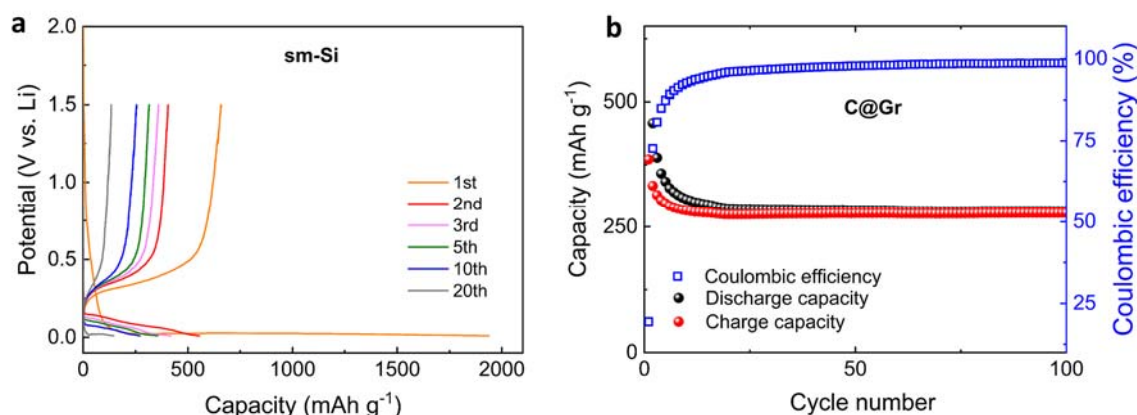 a
sm-Si
Potential (V vs. Li)
2.0
1.5
1.0
0.5
0.0
1st
2nd
3rd
5th
10th
20th
0
500
1000
1500
2000
Capacity (mAh g⁻¹)
b
C@Gr
Capacity (mAh g⁻¹)
500
250
0
Coulombic efficiency
Discharge capacity
Charge capacity
0
50
100
Cycle number
100
75
50
25
Coulombic efficiency (%)